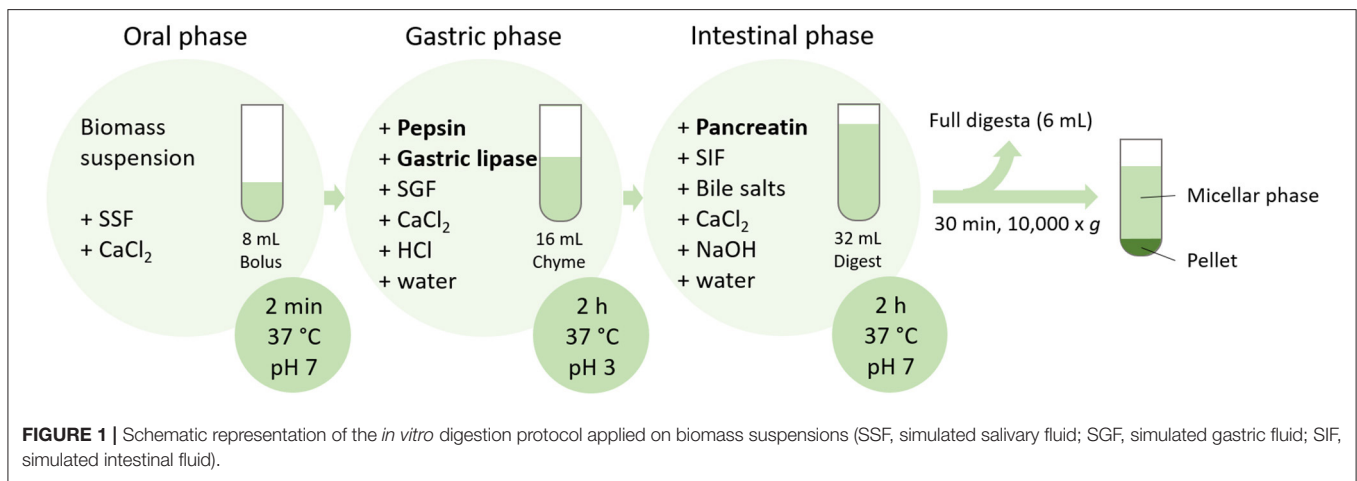 Oral phase
Biomass
suspension
+ SSF
+ CaCl₂
8 mL
Bolus
2 min
37 °C
pH 7
Gastric phase
+ Pepsin
+ Gastric lipase
+ SGF
+ CaCl₂
+ HCl
+ water
16 mL
Chyme
2 h
37 °C
pH 3
Intestinal phase
+ Pancreatin
+ SIF
+ Bile salts
+ CaCl₂
+ NaOH
+ water
32 mL
Digest
2 h
37 °C
pH 7
Full digesta (6 mL)
30 min, 10,000 x g
Micellar phase
Pellet
FIGURE 1 | Schematic representation of the in vitro digestion protocol applied on biomass suspensions (SSF, simulated salivary fluid; SGF, simulated gastric fluid; SIF,
simulated intestinal fluid).